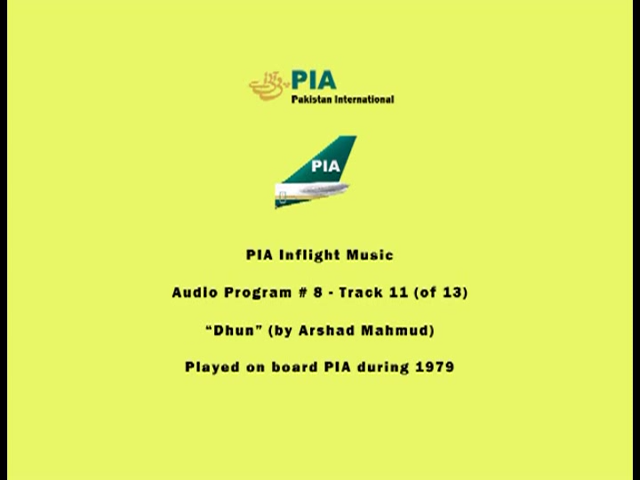 PIA
Pakistan International
PIA
PIA Inflight Music
Audio Program # 8 - Track 11 (of 13)
“Dhun” (by Arshad Mahmud)
Played on board PIA during 1979